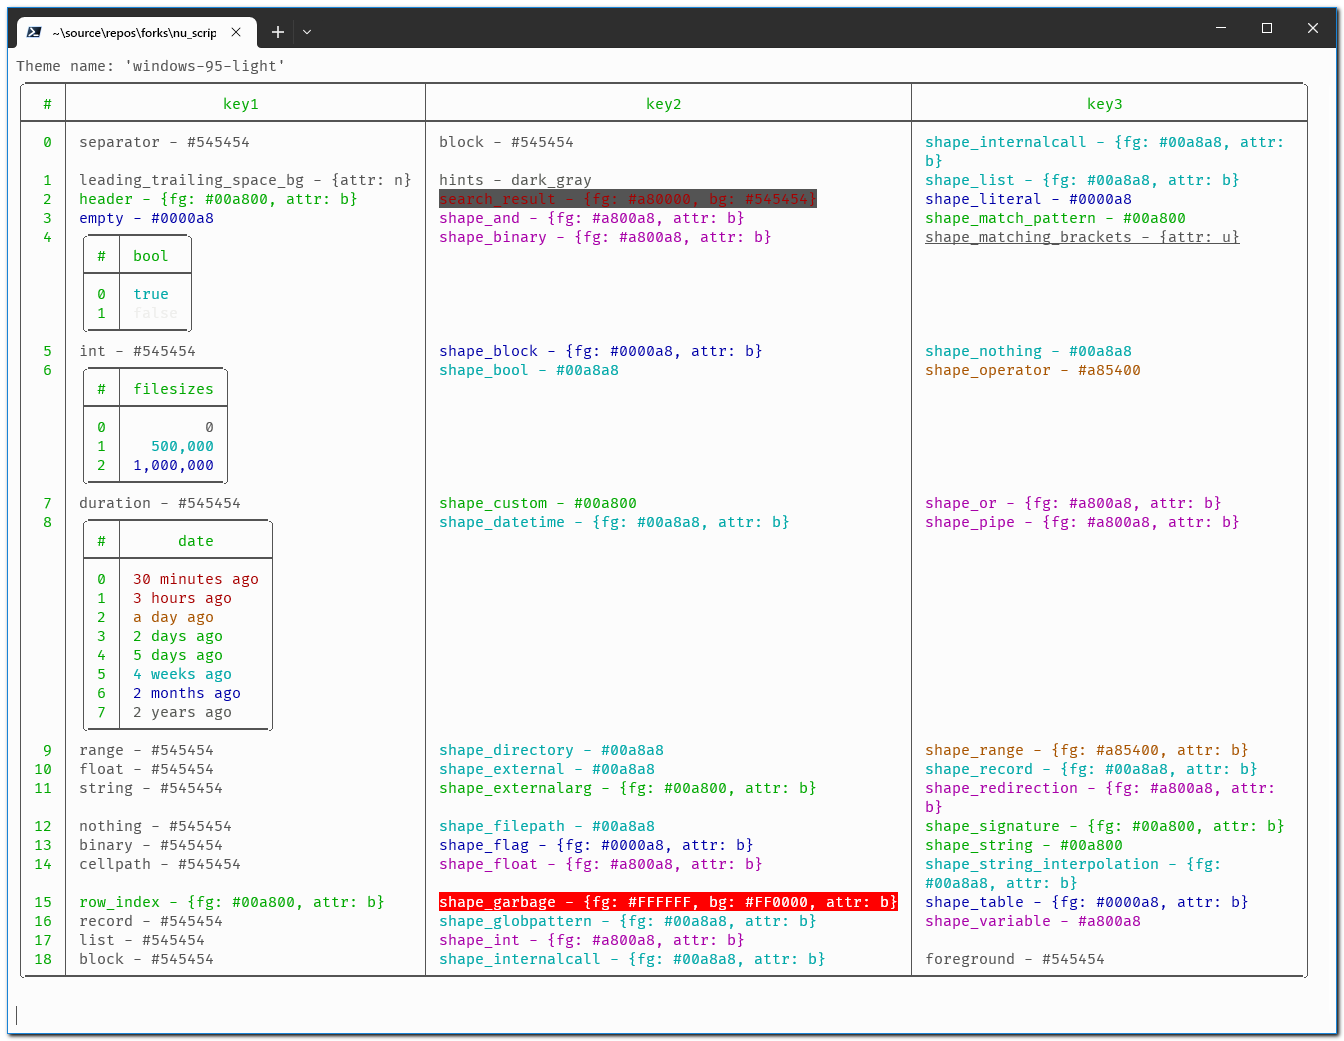 ~\source\repos\forks\nu_scrip
Theme name: 'windows-95-light'
# key1 key2 key3
0 separator - #545454 block - #545454 shape_internalcall - {fg: #00a8a8, attr:
b}
1 leading_trailing_space_bg - {attr: n} hints - dark_gray shape_list - {fg: #00a8a8, attr: b}
2 header - {fg: #00a800, attr: b} search_result - {fg: #a80000, bg: #545454} shape_literal - #0000a8
3 empty - #0000a8 shape_and - {fg: #a800a8, attr: b} shape_match_pattern - #00a800
4 shape_binary - {fg: #a800a8, attr: b} shape_matching_brackets - {attr: u}
# bool
0 true
1 false
5 int - #545454 shape_block - {fg: #0000a8, attr: b} shape_nothing - #00a8a8
6 shape_bool - #00a8a8 shape_operator - #a85400
# filesizes
0 0
1 500,000
2 1,000,000
7 duration - #545454 shape_custom - #00a800 shape_or - {fg: #a800a8, attr: b}
8 shape_datetime - {fg: #00a8a8, attr: b} shape_pipe - {fg: #a800a8, attr: b}
# date
0 30 minutes ago
1 3 hours ago
2 a day ago
3 2 days ago
4 5 days ago
5 4 weeks ago
6 2 months ago
7 2 years ago
9 range - #545454 shape_directory - #00a8a8 shape_range - {fg: #a85400, attr: b}
10 float - #545454 shape_external - #00a8a8 shape_record - {fg: #00a8a8, attr: b}
11 string - #545454 shape_externalarg - {fg: #00a800, attr: b} shape_redirection - {fg: #a800a8, attr:
b}
12 nothing - #545454 shape_filepath - #00a8a8 shape_signature - {fg: #00a800, attr: b}
13 binary - #545454 shape_flag - {fg: #0000a8, attr: b} shape_string - #00a800
14 cellpath - #545454 shape_float - {fg: #a800a8, attr: b} shape_string_interpolation - {fg:
#00a8a8, attr: b}
15 row_index - {fg: #00a800, attr: b} shape_garbage - {fg: #FFFFFF, bg: #FF0000, attr: b} shape_table - {fg: #0000a8, attr: b}
16 record - #545454 shape_globpattern - {fg: #00a8a8, attr: b} shape_variable - #a800a8
17 list - #545454 shape_int - {fg: #a800a8, attr: b}
18 block - #545454 shape_internalcall - {fg: #00a8a8, attr: b} foreground - #545454